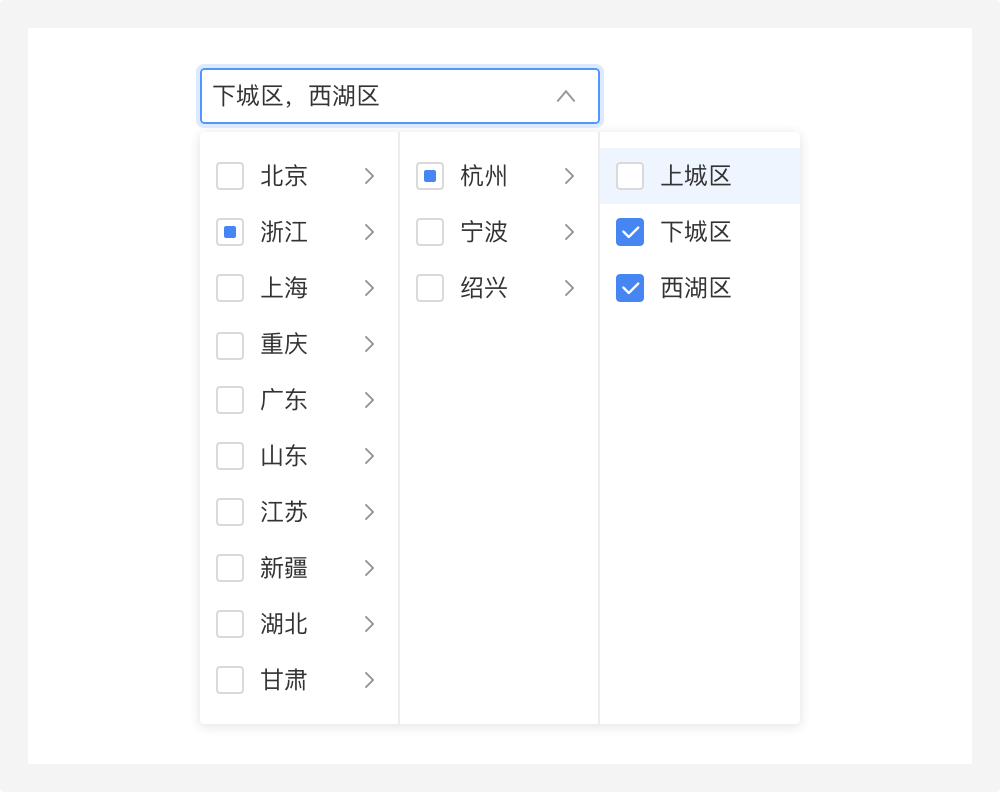 下城区，西湖区
北京
浙江
上海
重庆
广东
山东
江苏
新疆
湖北
甘肃
杭州
宁波
绍兴
上城区
下城区
西湖区